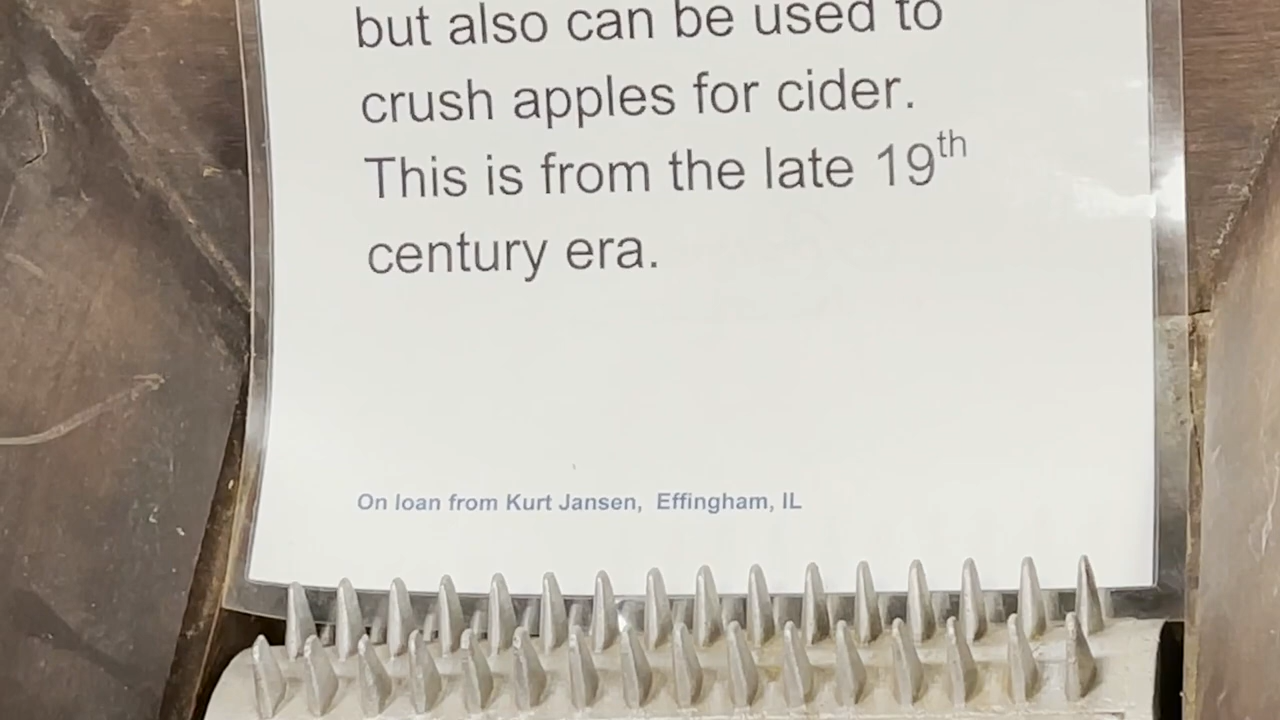 but also can be used to
crush apples for cider.
This is from the late 19th
century era.
On loan from Kurt Jansen, Effingham, IL